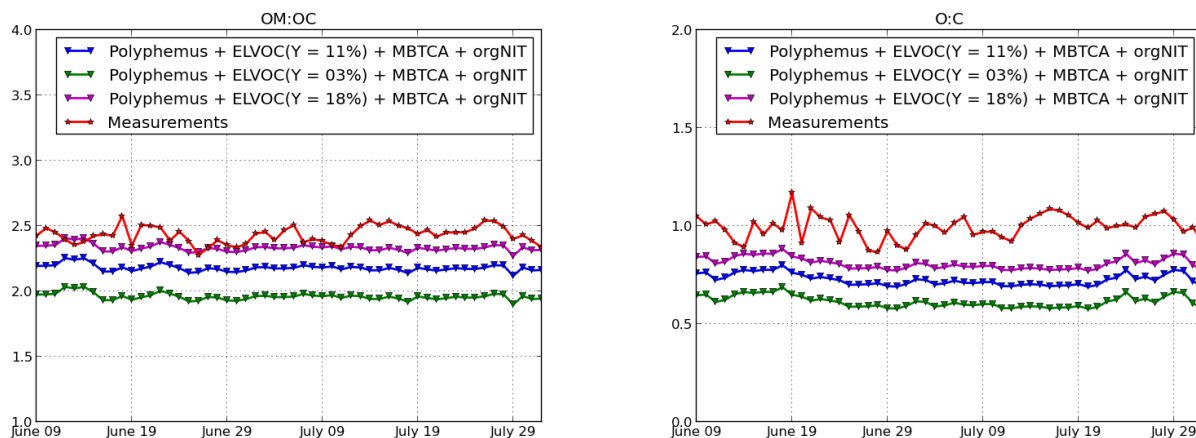 OM:OC
4.0
3.5
3.0
2.5
2.0
1.5
1.0
Polyphemus + ELVOC(Y = 11%) + MBTCA + orgNIT
Polyphemus + ELVOC(Y = 03%) + MBTCA + orgNIT
Polyphemus + ELVOC(Y = 18%) + MBTCA + orgNIT
Measurements
June 09 June 19 June 29 July 09 July 19 July 29
O:C
2.0
1.5
1.0
0.5
0.0
Polyphemus + ELVOC(Y = 11%) + MBTCA + orgNIT
Polyphemus + ELVOC(Y = 03%) + MBTCA + orgNIT
Polyphemus + ELVOC(Y = 18%) + MBTCA + orgNIT
Measurements
June 09 June 19 June 29 July 09 July 19 July 29